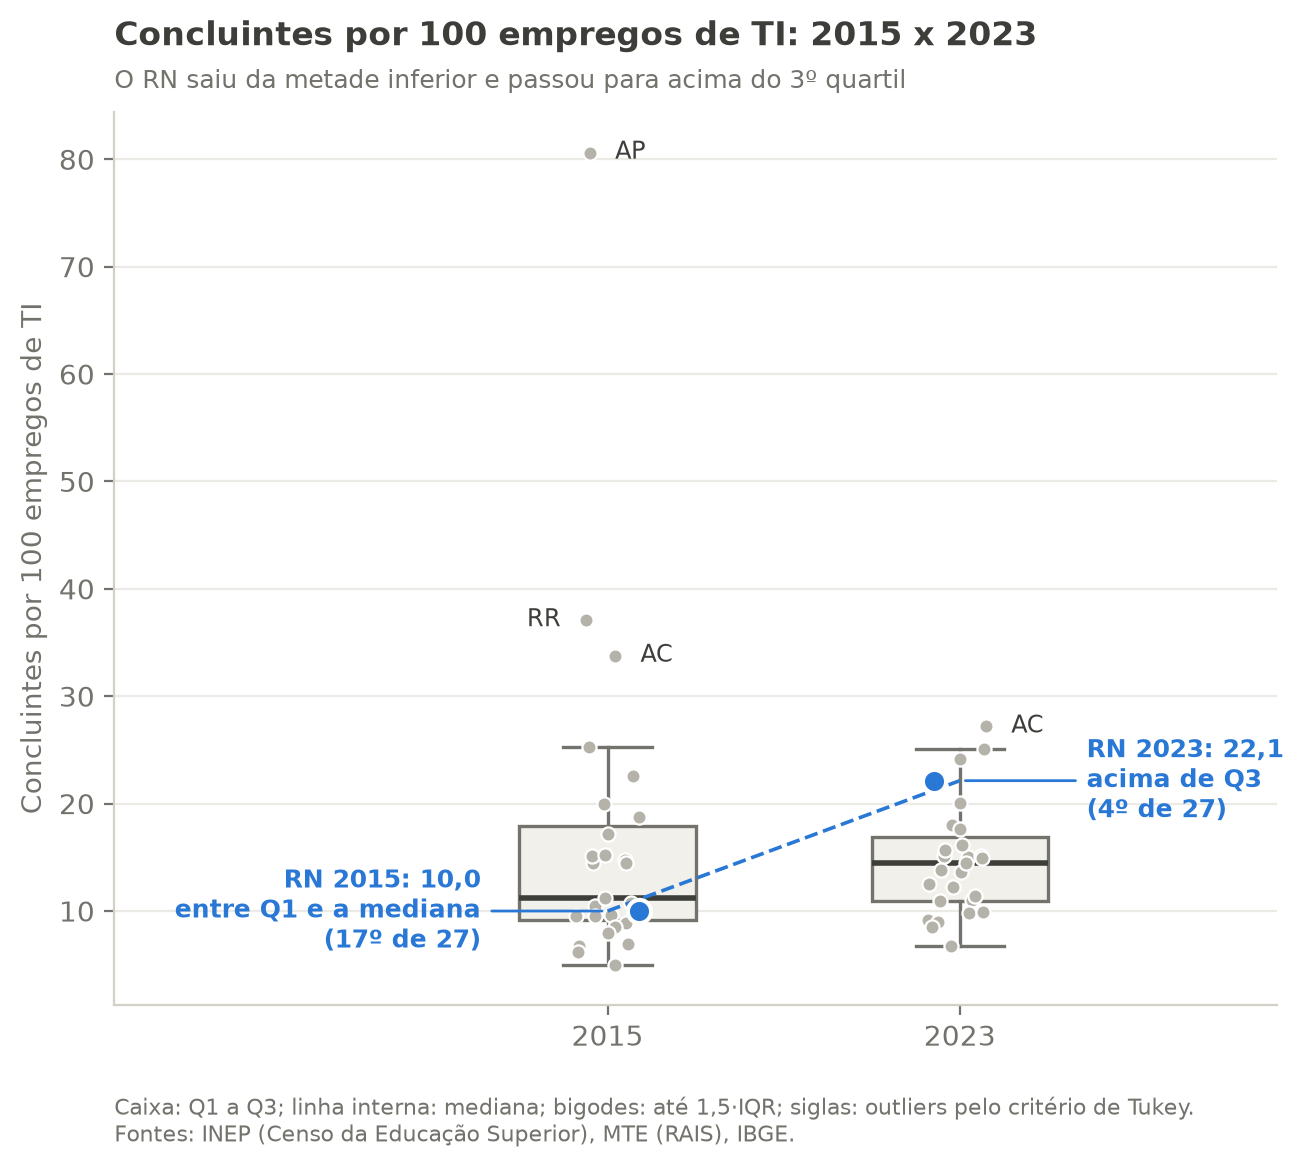 Concluintes por 100 empregos de TI: 2015 x 2023
O RN saiu da metade inferior e passou para acima do 3º quartil
Concluintes por 100 empregos de TI
80
70
60
50
40
30
20
10
AP
RR
AC
AC
RN 2023: 22,1
acima de Q3
(4º de 27)
RN 2015: 10,0
entre Q1 e a mediana
(17º de 27)
2015
2023
Caixa: Q1 a Q3; linha interna: mediana; bigodes: até 1,5·IQR; siglas: outliers pelo critério de Tukey.
Fontes: INEP (Censo da Educação Superior), MTE (RAIS), IBGE.